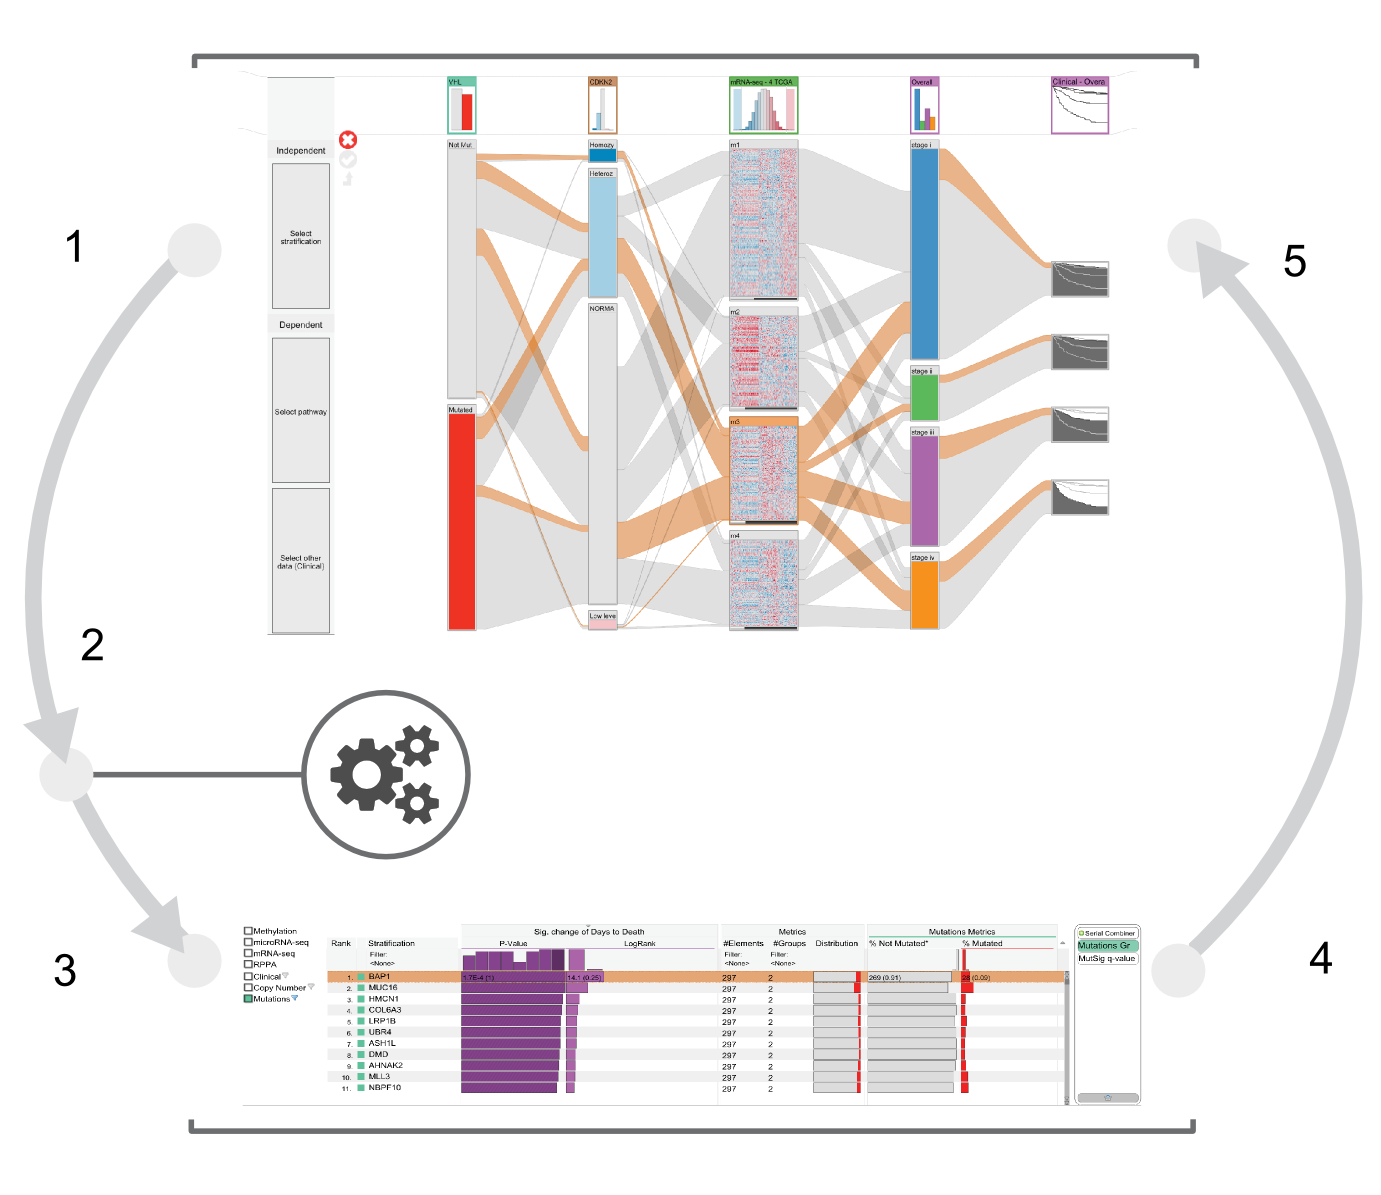 VHL
CDKN2
mRNA-seq - 4 TCGA
Overall
Clinical - Overa
Independent
Select
stratification
Dependent
Select pathway
Select other
data (Clinical)
Not Mut
Mutated
Homozy
Heteroz
NORMA
Low leve
m1
m2
m3
m4
stage i
stage ii
stage iii
stage iv
1
2
3
4
5
Methylation
microRNA-seq
mRNA-seq
RPPA
Clinical
Copy Number
Mutations
Sig. change of Days to Death
Metrics
Mutations Metrics
Rank Stratification P-Value LogRank #Elements #Groups Distribution % Not Mutated* % Mutated
Filter: Filter: Filter:
<None> <None> <None>
1. BAP1 1.7E-4 (1) 14.1 (0.25) 297 2 269 (0.91) 28 (0.09)
2. MUC16 297 2
3. HMCN1 297 2
4. COL6A3 297 2
5. LRP1B 297 2
6. UBR4 297 2
7. ASH1L 297 2
8. DMD 297 2
9. AHNAK2 297 2
10. MLL3 297 2
11. NBPF10 297 2
Serial Combiner
Mutations Gr
MutSig q-value